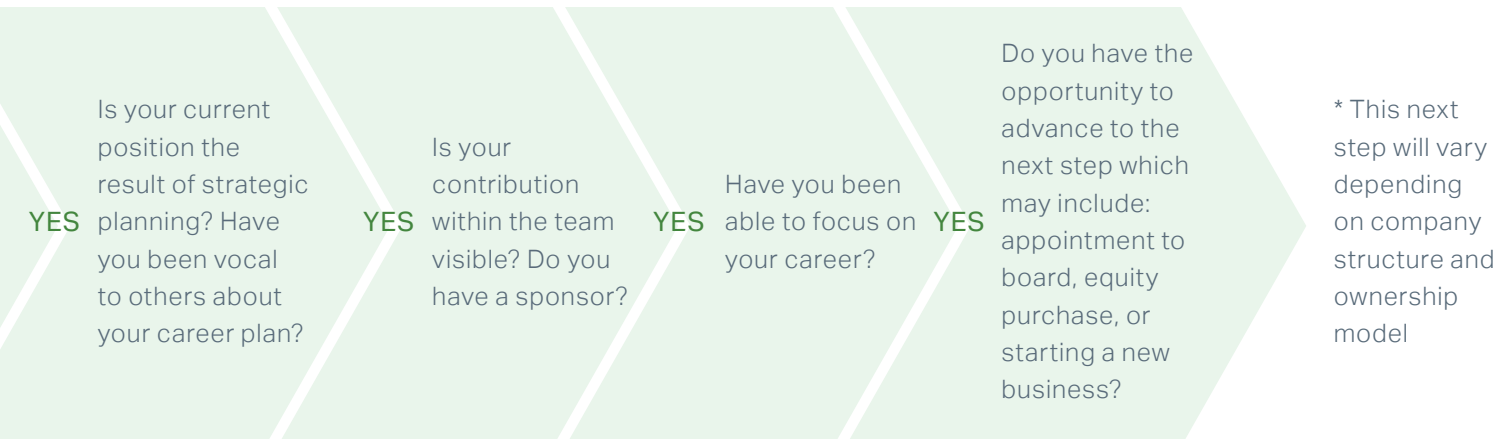 YES
Is your current
position the
result of strategic
planning? Have
you been vocal
to others about
your career plan?
YES
Is your
contribution
within the team
visible? Do you
have a sponsor?
YES
Have you been
able to focus on
your career?
YES
Do you have the
opportunity to
advance to the
next step which
may include:
appointment to
board, equity
purchase, or
starting a new
business?
* This next
step will vary
depending
on company
structure and
ownership
model